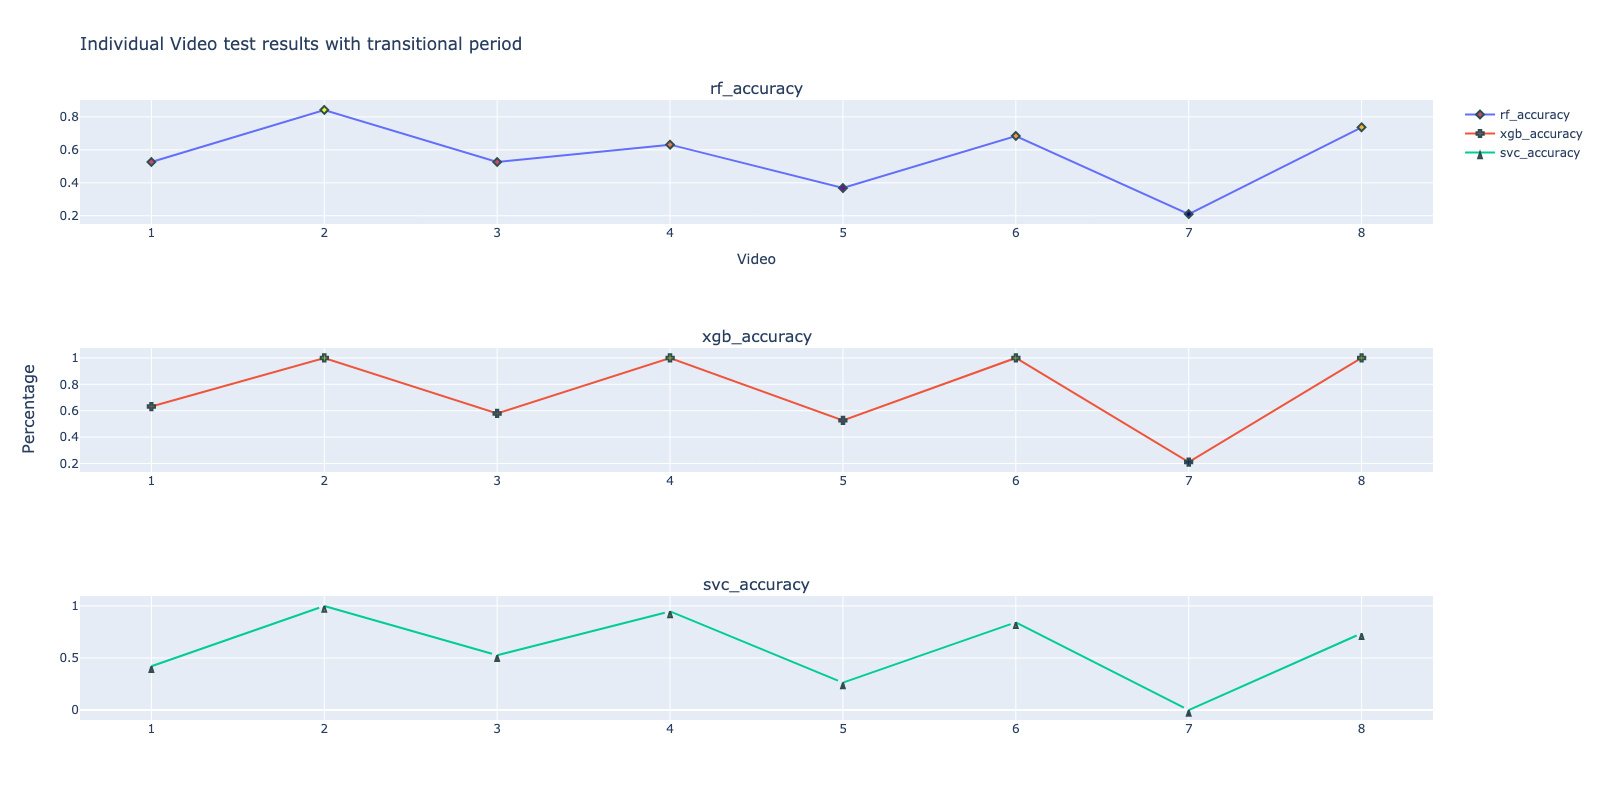 Individual Video test results with transitional period
rf_accuracy
0.8
0.6
0.4
0.2
1 2 3 4 5 6 7 8
Video
rf_accuracy
xgb_accuracy
svc_accuracy
xgb_accuracy
Percentage
1
0.8
0.6
0.4
0.2
1 2 3 4 5 6 7 8
svc_accuracy
1
0.5
0
1 2 3 4 5 6 7 8